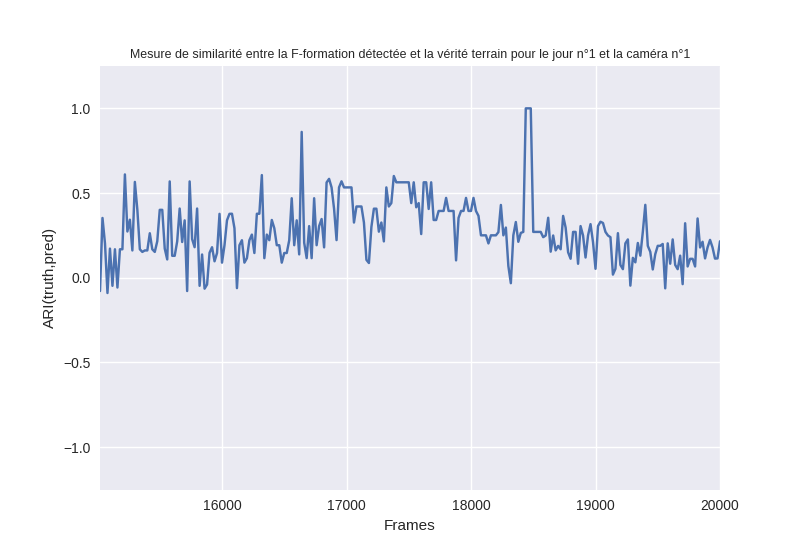 Mesure de similarité entre la F-formation détectée et la vérité terrain pour le jour n°1 et la caméra n°1
1.0
0.5
0.0
−0.5
−1.0
ARI(truth,pred)
16000 17000 18000 19000 20000
Frames